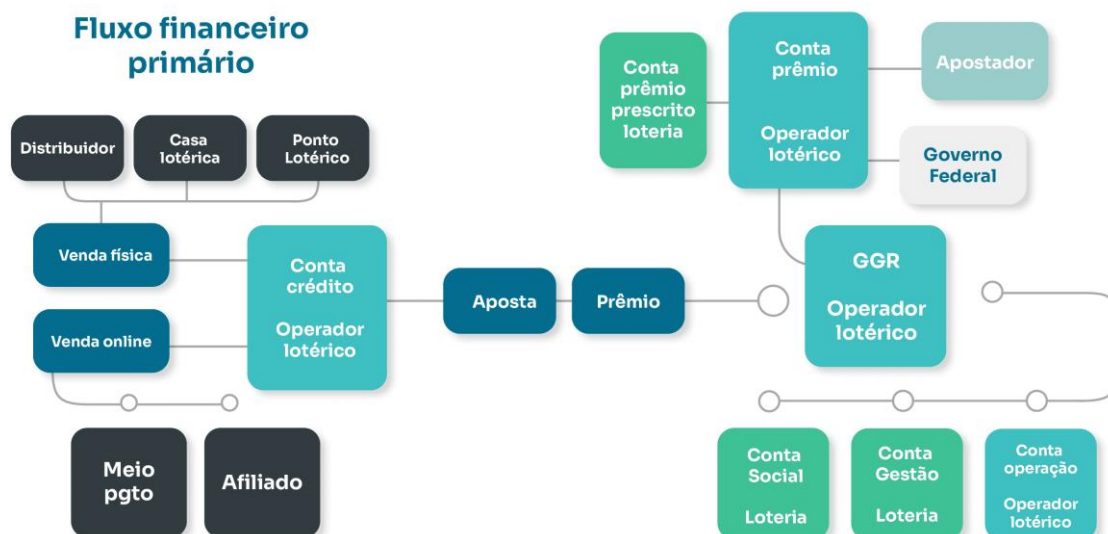 Fluxo financeiro
primário
Distribuidor
Casa
lotérica
Ponto
Lotérico
Venda física
Venda online
Conta
crédito
Operador
lotérico
Meio
pgto
Afiliado
Aposta
Prêmio
Conta
prêmio
prescrito
loteria
Conta
prêmio
Operador
lotérico
Apostador
Governo
Federal
GGR
Operador
lotérico
Conta
Social
Loteria
Conta
Gestão
Loteria
Conta
operação
Operador
lotérico